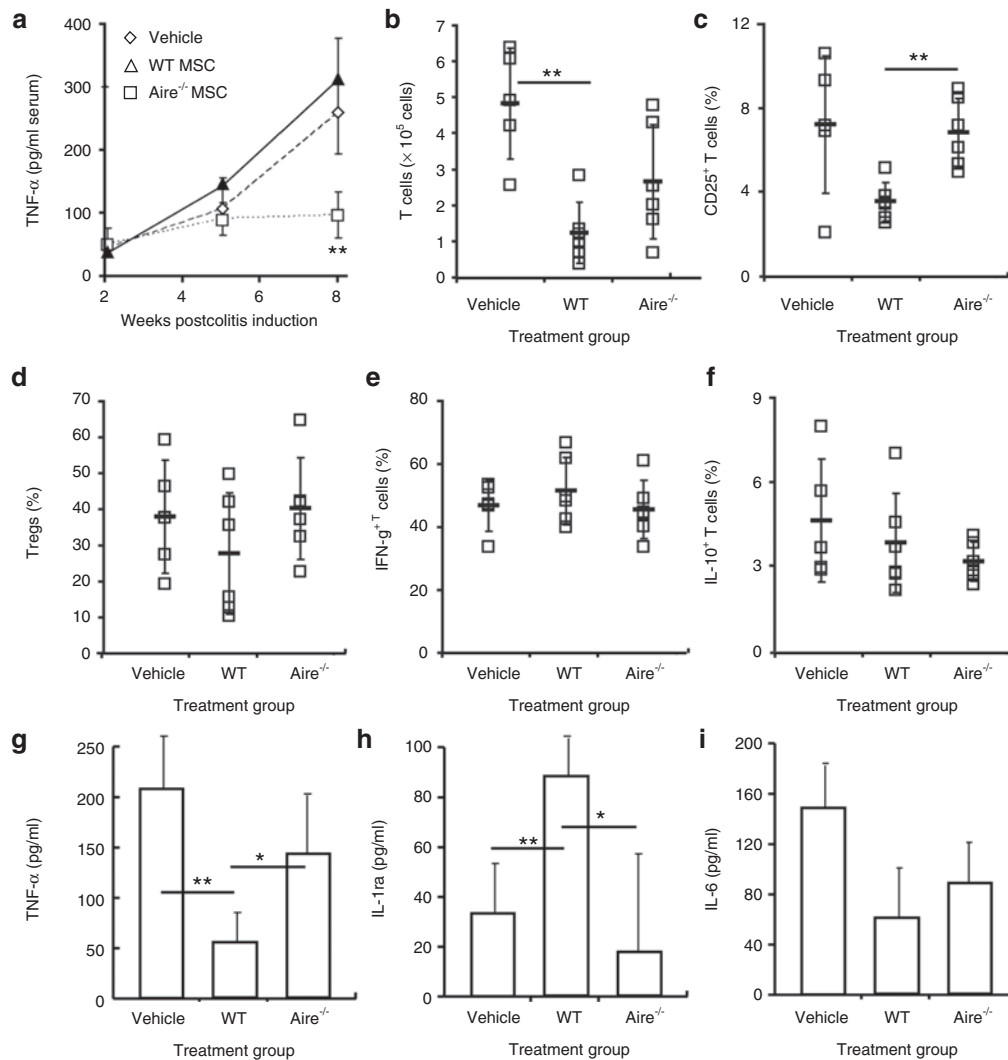 a
TNF-α (pg/ml serum)
400
300
200
100
0
Vehicle
WT MSC
Aire-/- MSC
**
2 4 6 8
Weeks postcolitis induction
b
T cells (× 10⁵ cells)
7
6
5
4
3
2
1
0
**
Vehicle WT Aire-/-
Treatment group
c
CD25⁺ T cells (%)
12
8
4
0
**
Vehicle WT Aire-/-
Treatment group
d
Tregs (%)
70
60
50
40
30
20
10
0
Vehicle WT Aire-/-
Treatment group
e
IFN-g⁺ ᵀ cells (%)
80
60
40
20
0
Vehicle WT Aire-/-
Treatment group
f
IL-10⁺ T cells (%)
9
6
3
0
Vehicle WT Aire-/-
Treatment group
g
TNF-α (pg/ml)
250
200
150
100
50
0
**
*
Vehicle WT Aire-/-
Treatment group
h
IL-1ra (pg/ml)
100
80
60
40
20
0
**
*
Vehicle WT Aire-/-
Treatment group
i
IL-6 (pg/ml)
200
160
120
80
40
0
Vehicle WT Aire-/-
Treatment group